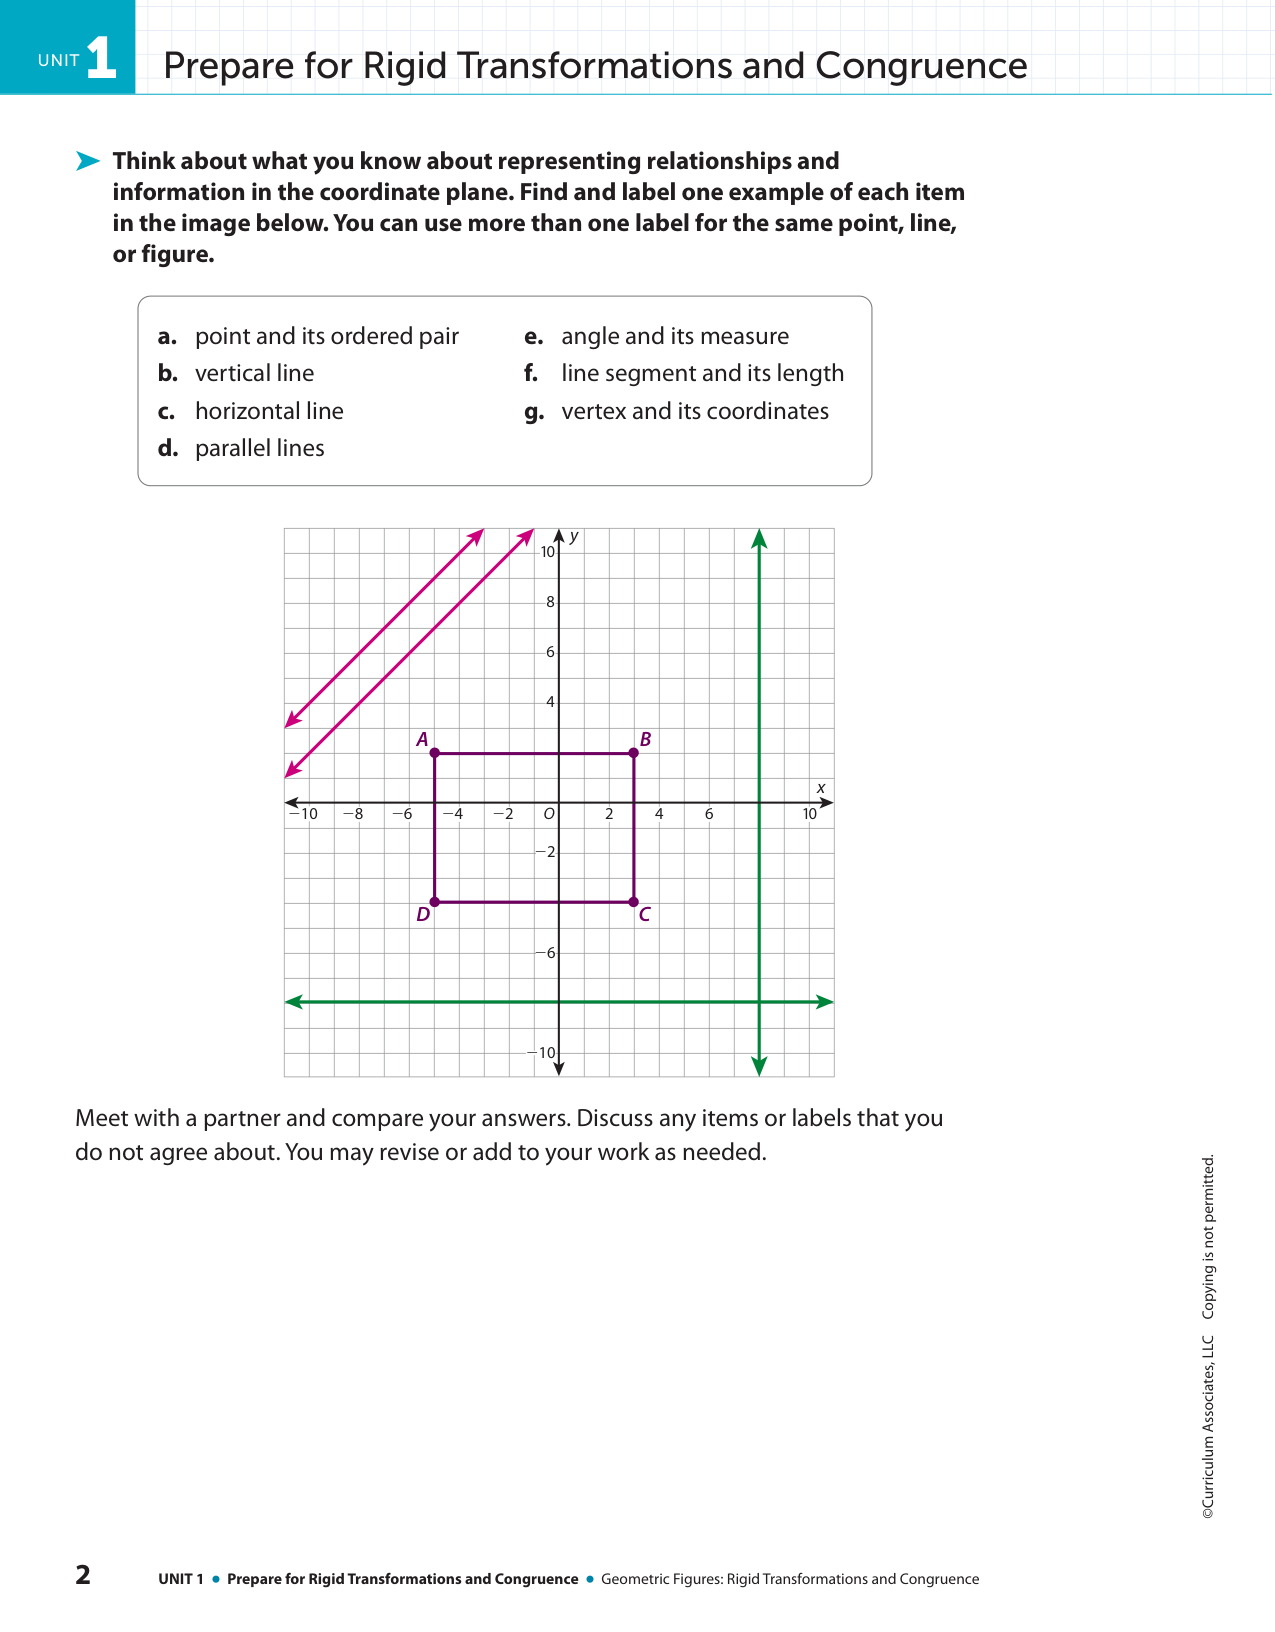 UNIT 1 Prepare for Rigid Transformations and Congruence
Think about what you know about representing relationships and
information in the coordinate plane. Find and label one example of each item
in the image below. You can use more than one label for the same point, line,
or figure.
a. point and its ordered pair
b. vertical line
c. horizontal line
d. parallel lines
e. angle and its measure
f. line segment and its length
g. vertex and its coordinates
y
10
8
6
4
A B
x
−10 −8 −6 −4 −2 O 2 4 6 10
−2
D C
−6
−10
Meet with a partner and compare your answers. Discuss any items or labels that you
do not agree about. You may revise or add to your work as needed.
©Curriculum Associates, LLC Copying is not permitted.
2 UNIT 1 • Prepare for Rigid Transformations and Congruence • Geometric Figures: Rigid Transformations and Congruence